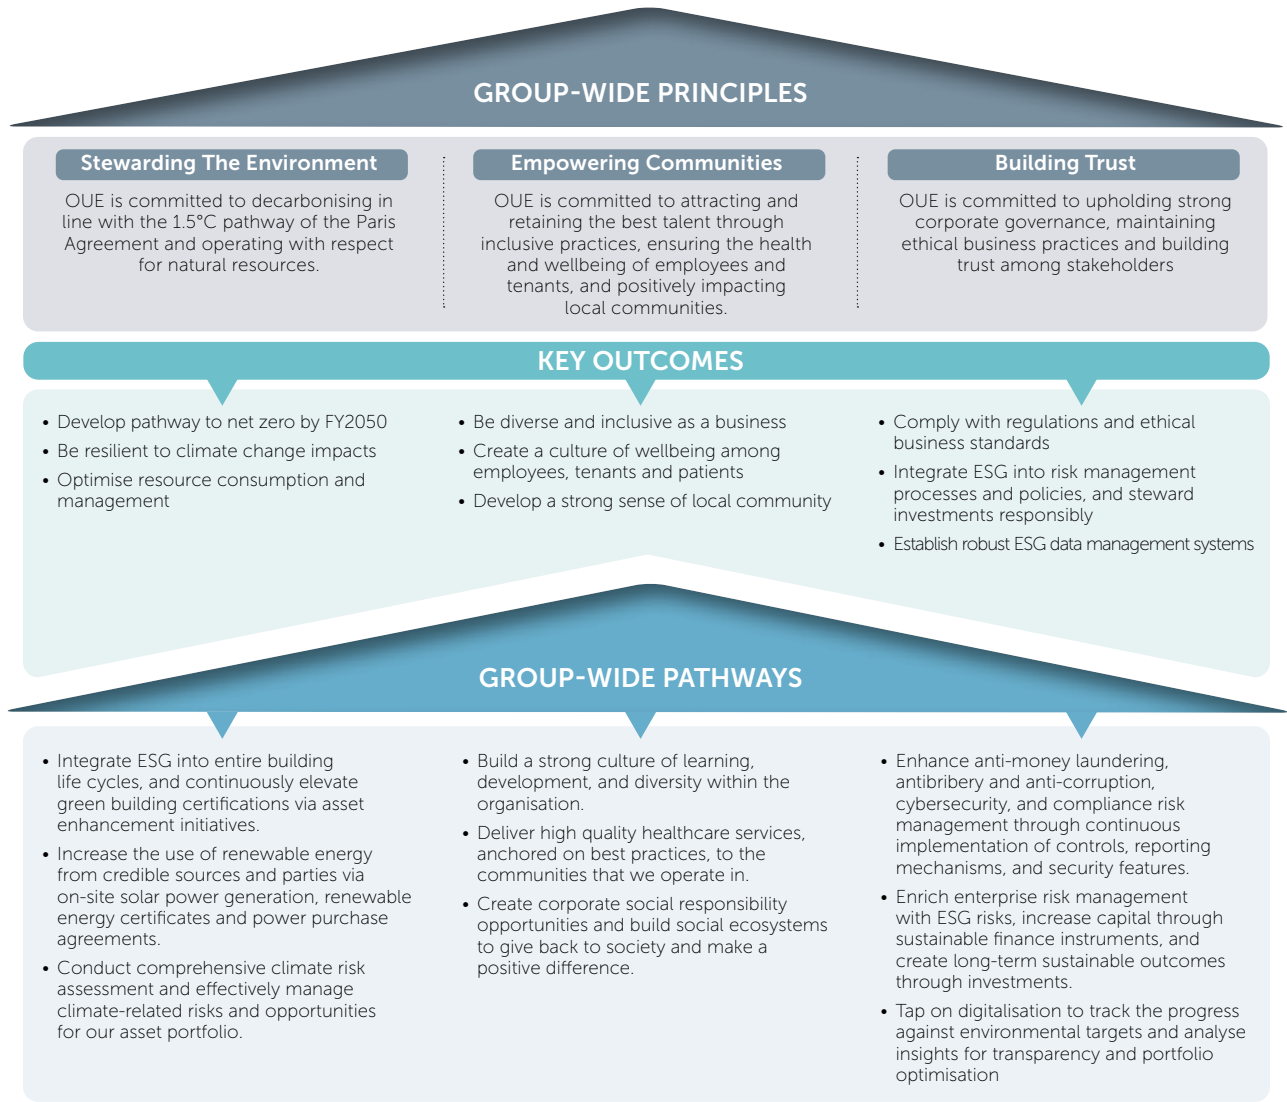 GROUP-WIDE PRINCIPLES
Stewarding The Environment
OUE is committed to decarbonising in
line with the 1.5°C pathway of the Paris
Agreement and operating with respect
for natural resources.
Empowering Communities
OUE is committed to attracting and
retaining the best talent through
inclusive practices, ensuring the health
and wellbeing of employees and
tenants, and positively impacting
local communities.
Building Trust
OUE is committed to upholding strong
corporate governance, maintaining
ethical business practices and building
trust among stakeholders
KEY OUTCOMES
• Develop pathway to net zero by FY2050
• Be resilient to climate change impacts
• Optimise resource consumption and
management
• Be diverse and inclusive as a business
• Create a culture of wellbeing among
employees, tenants and patients
• Develop a strong sense of local community
• Comply with regulations and ethical
business standards
• Integrate ESG into risk management
processes and policies, and steward
investments responsibly
• Establish robust ESG data management systems
GROUP-WIDE PATHWAYS
• Integrate ESG into entire building
life cycles, and continuously elevate
green building certifications via asset
enhancement initiatives.
• Increase the use of renewable energy
from credible sources and parties via
on-site solar power generation, renewable
energy certificates and power purchase
agreements.
• Conduct comprehensive climate risk
assessment and effectively manage
climate-related risks and opportunities
for our asset portfolio.
• Build a strong culture of learning,
development, and diversity within the
organisation.
• Deliver high quality healthcare services,
anchored on best practices, to the
communities that we operate in.
• Create corporate social responsibility
opportunities and build social ecosystems
to give back to society and make a
positive difference.
• Enhance anti-money laundering,
antibribery and anti-corruption,
cybersecurity, and compliance risk
management through continuous
implementation of controls, reporting
mechanisms, and security features.
• Enrich enterprise risk management
with ESG risks, increase capital through
sustainable finance instruments, and
create long-term sustainable outcomes
through investments.
• Tap on digitalisation to track the progress
against environmental targets and analyse
insights for transparency and portfolio
optimisation